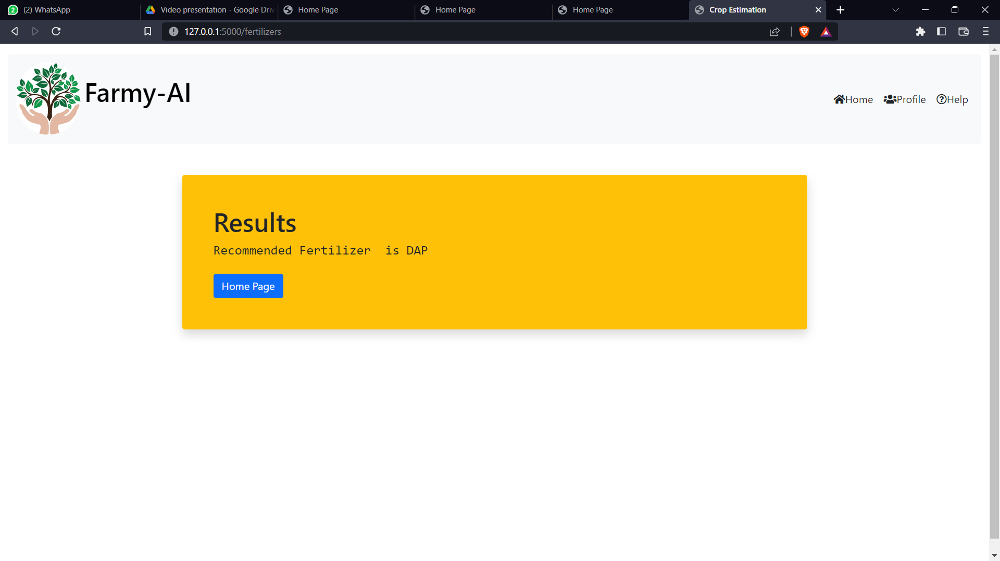 2 (2) WhatsApp
Video presentation - Google Driv
Home Page
Home Page
Home Page
Crop Estimation
127.0.0.1:5000/fertilizers
Farmy-AI
Home Profile Help
Results
Recommended Fertilizer  is DAP
Home Page